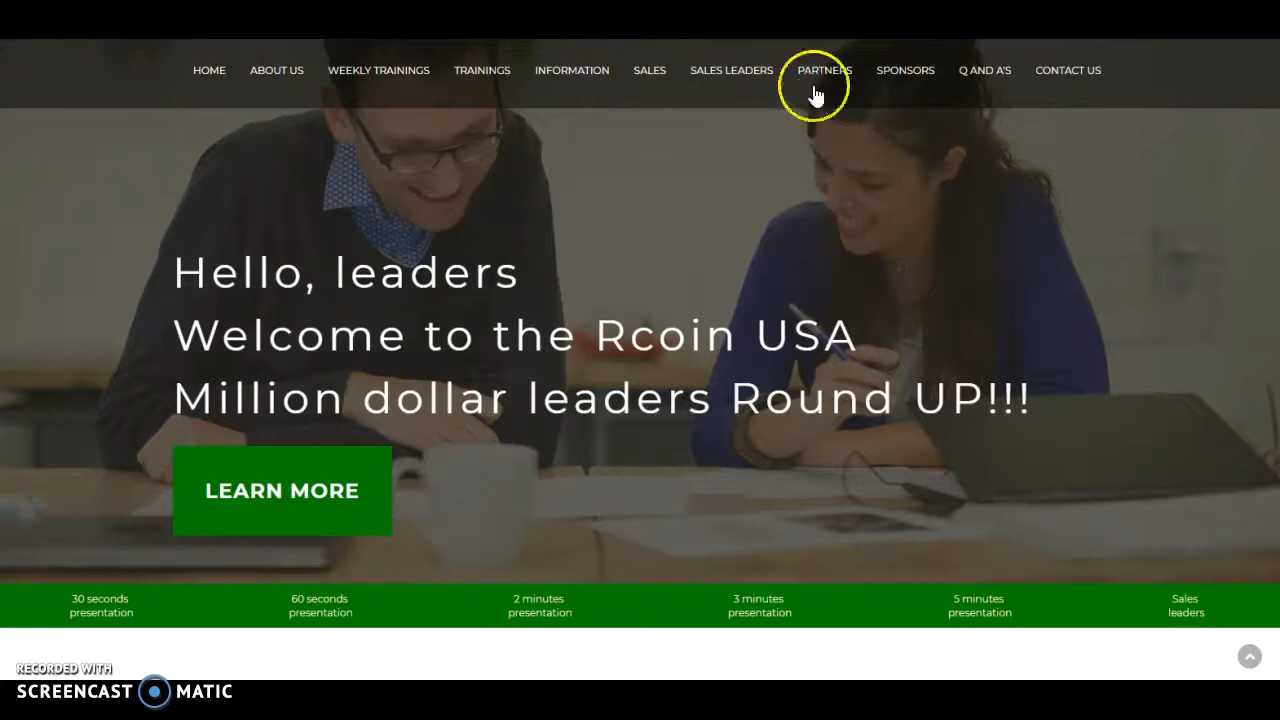 HOME ABOUT US WEEKLY TRAININGS TRAININGS INFORMATION SALES SALES LEADERS PARTNERS SPONSORS Q AND A'S CONTACT US
Hello, leaders
Welcome to the Rcoin USA
Million dollar leaders Round UP!!!
LEARN MORE
30 seconds
presentation
60 seconds
presentation
2 minutes
presentation
3 minutes
presentation
5 minutes
presentation
Sales
leaders
RECORDED WITH
SCREENCAST MATIC